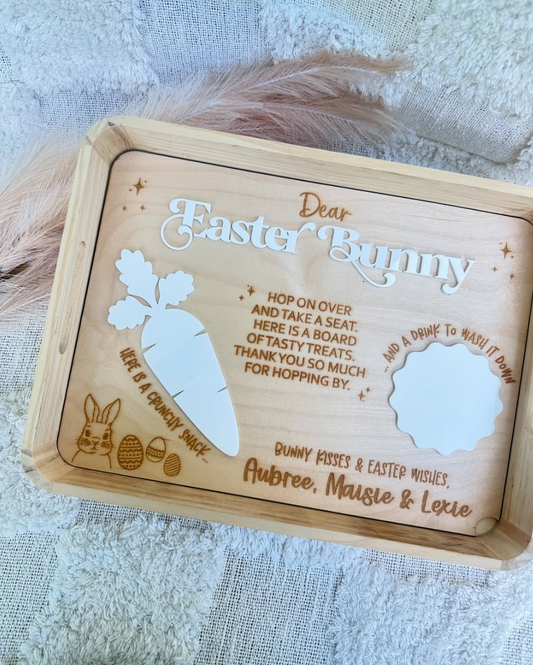 Dear
Easter Bunny
HOP ON OVER
AND TAKE A SEAT.
HERE IS A BOARD
OF TASTY TREATS.
THANK YOU SO MUCH
FOR HOPPING BY.
HERE IS A CRUNCHY SNACK...
...AND A DRINK TO WASH IT DOWN
BUNNY KISSES & EASTER WISHES,
Aubree, Maisie & Lexie